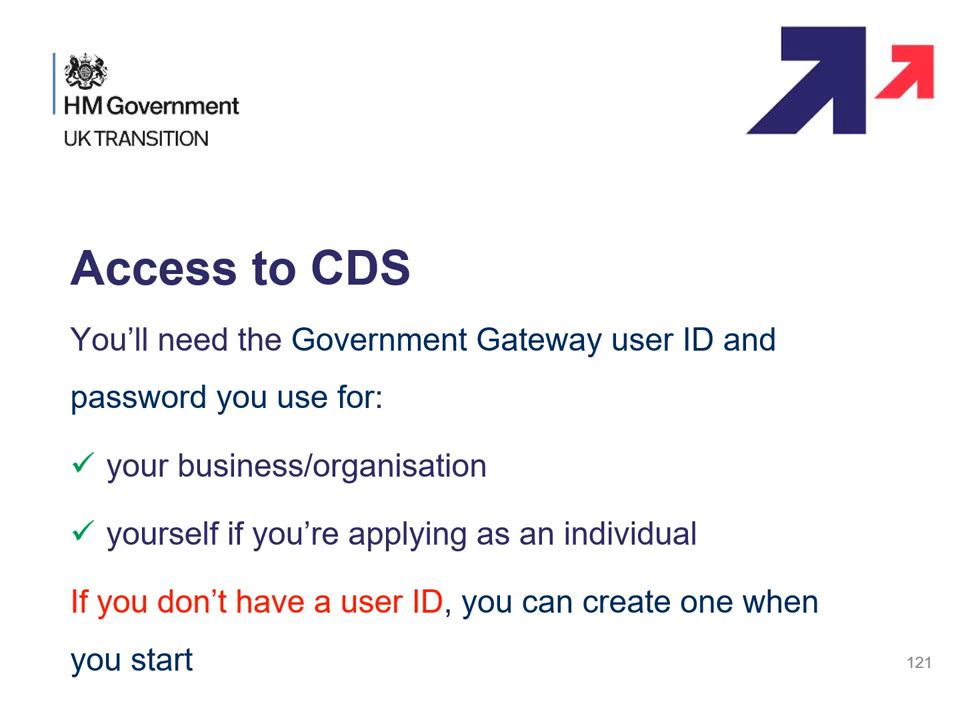 HM Government
UK TRANSITION
Access to CDS
You’ll need the Government Gateway user ID and
password you use for:
✓ your business/organisation
✓ yourself if you’re applying as an individual
If you don’t have a user ID, you can create one when
you start
121